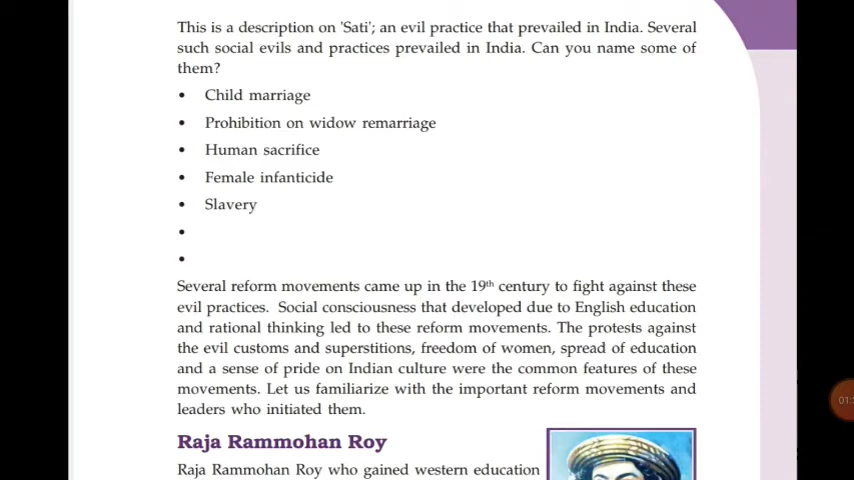 This is a description on 'Sati'; an evil practice that prevailed in India. Several
such social evils and practices prevailed in India. Can you name some of
them?
• Child marriage
• Prohibition on widow remarriage
• Human sacrifice
• Female infanticide
• Slavery
•
•
Several reform movements came up in the 19th century to fight against these
evil practices. Social consciousness that developed due to English education
and rational thinking led to these reform movements. The protests against
the evil customs and superstitions, freedom of women, spread of education
and a sense of pride on Indian culture were the common features of these
movements. Let us familiarize with the important reform movements and
leaders who initiated them.
Raja Rammohan Roy
Raja Rammohan Roy who gained western education